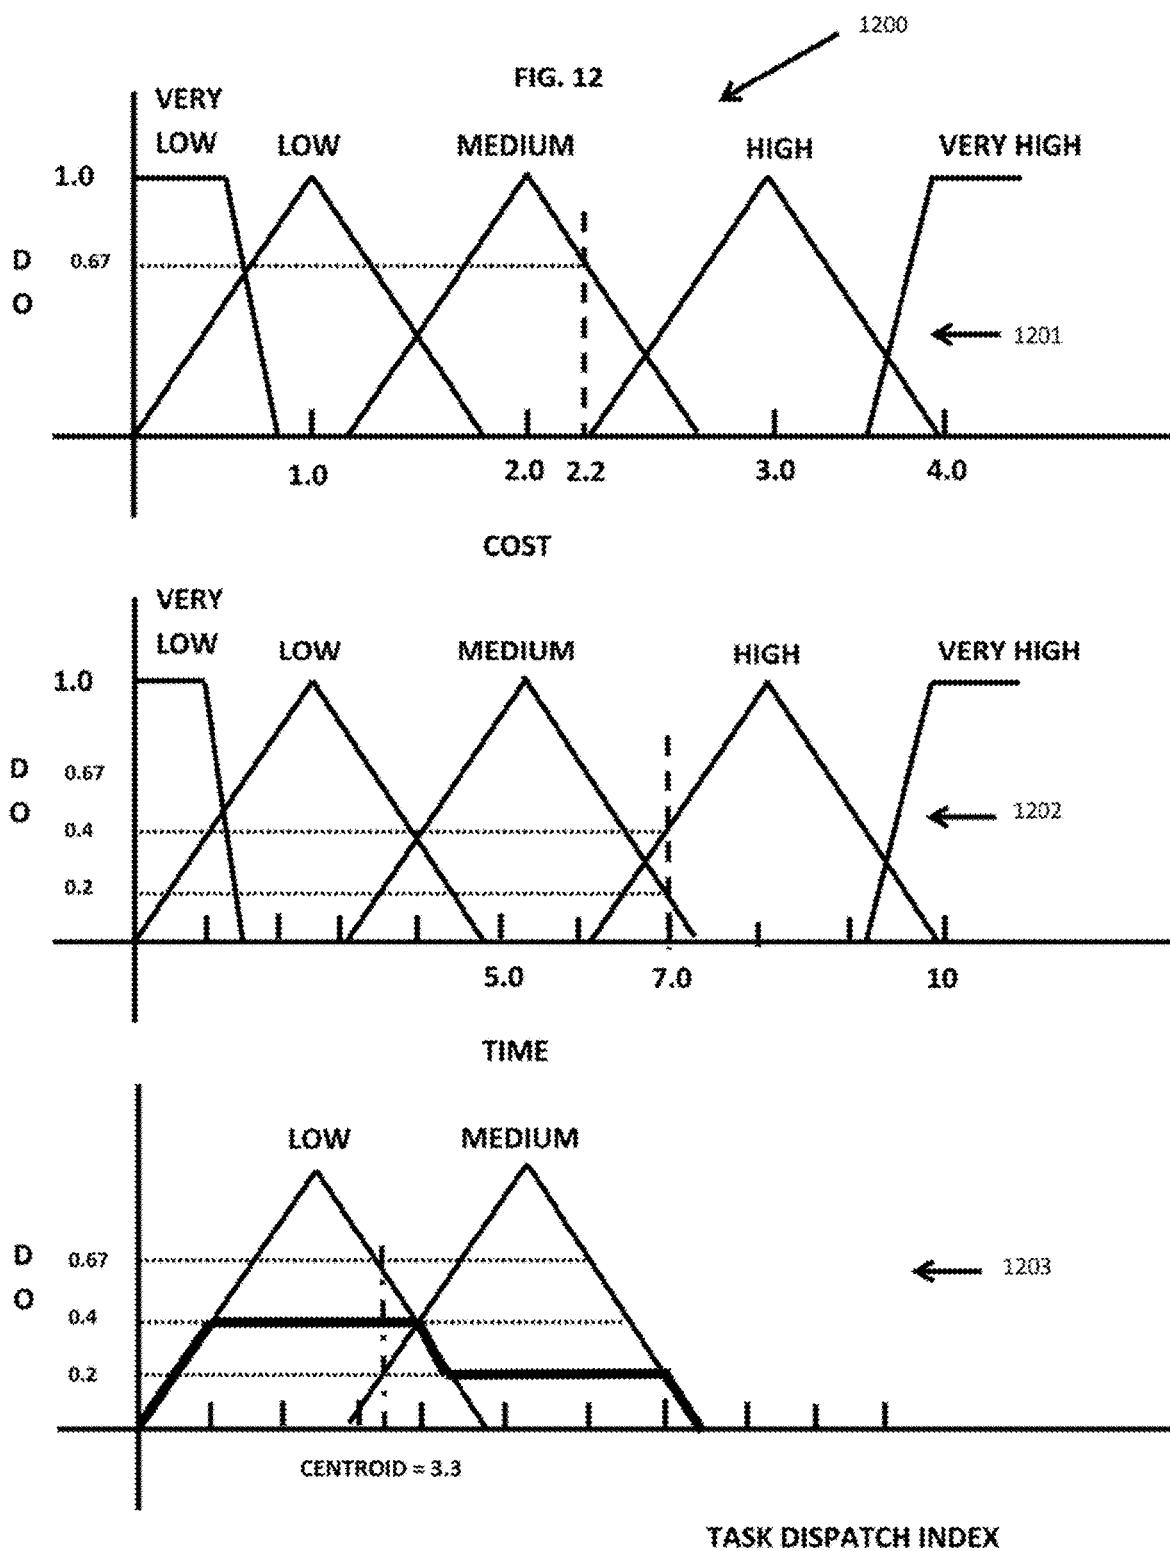 1200
FIG. 12
VERY
LOW
LOW
MEDIUM
HIGH
VERY HIGH
1.0
D
0.67
O
1201
1.0
2.0
2.2
3.0
4.0
COST
VERY
LOW
LOW
MEDIUM
HIGH
VERY HIGH
1.0
D
0.67
O
0.4
1202
0.2
5.0
7.0
10
TIME
LOW
MEDIUM
D
0.67
1203
O
0.4
0.2
CENTROID = 3.3
TASK DISPATCH INDEX